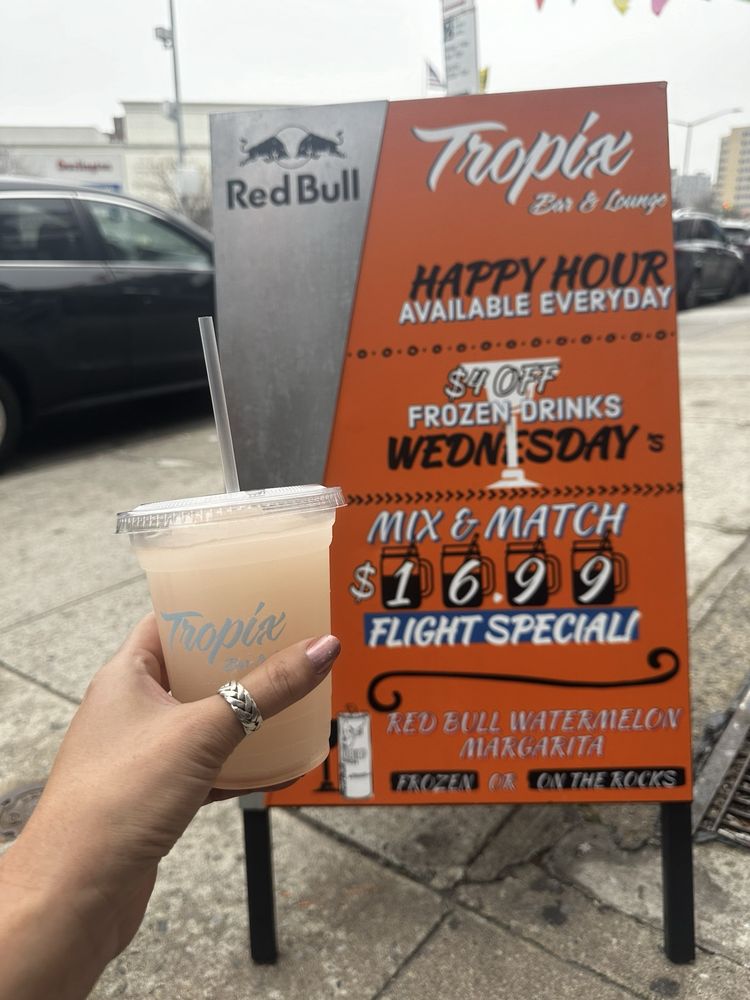 Burlington
Red Bull
Tropix
Bar & Lounge
HAPPY HOUR
AVAILABLE EVERYDAY
$4 OFF
FROZEN DRINKS
WEDNESDAY'S
MIX & MATCH
$16.99
FLIGHT SPECIAL!
RED BULL WATERMELON
MARGARITA
FROZEN OR ON THE ROCKS
Tropix